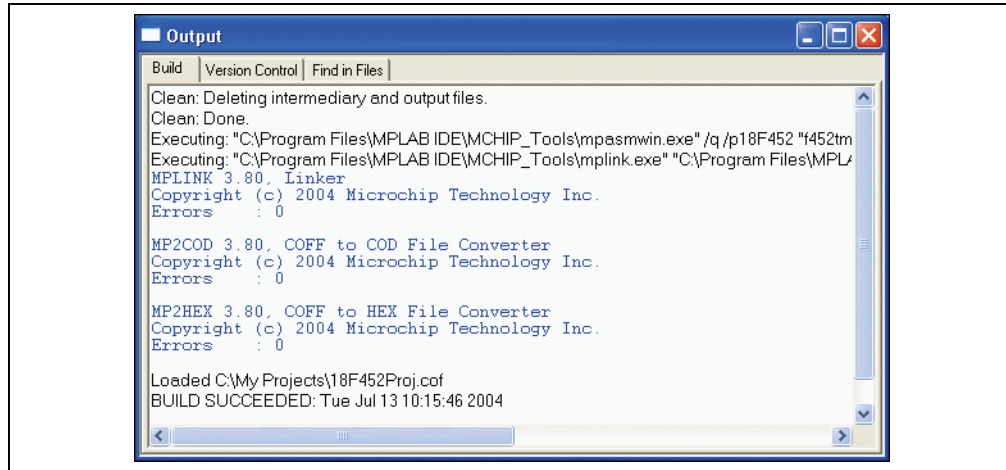 Output
Build Version Control Find in Files
Clean: Deleting intermediary and output files.
Clean: Done.
Executing: "C:\Program Files\MPLAB IDE\MCHIP_Tools\mpasmwin.exe" /q /p18F452 "f452tm
Executing: "C:\Program Files\MPLAB IDE\MCHIP_Tools\mplink.exe" "C:\Program Files\MPLA
MPLINK 3.80, Linker
Copyright (c) 2004 Microchip Technology Inc.
Errors : 0
MP2COD 3.80, COFF to COD File Converter
Copyright (c) 2004 Microchip Technology Inc.
Errors : 0
MP2HEX 3.80, COFF to HEX File Converter
Copyright (c) 2004 Microchip Technology Inc.
Errors : 0
Loaded C:\My Projects\18F452Proj.cof
BUILD SUCCEEDED: Tue Jul 13 10:15:46 2004